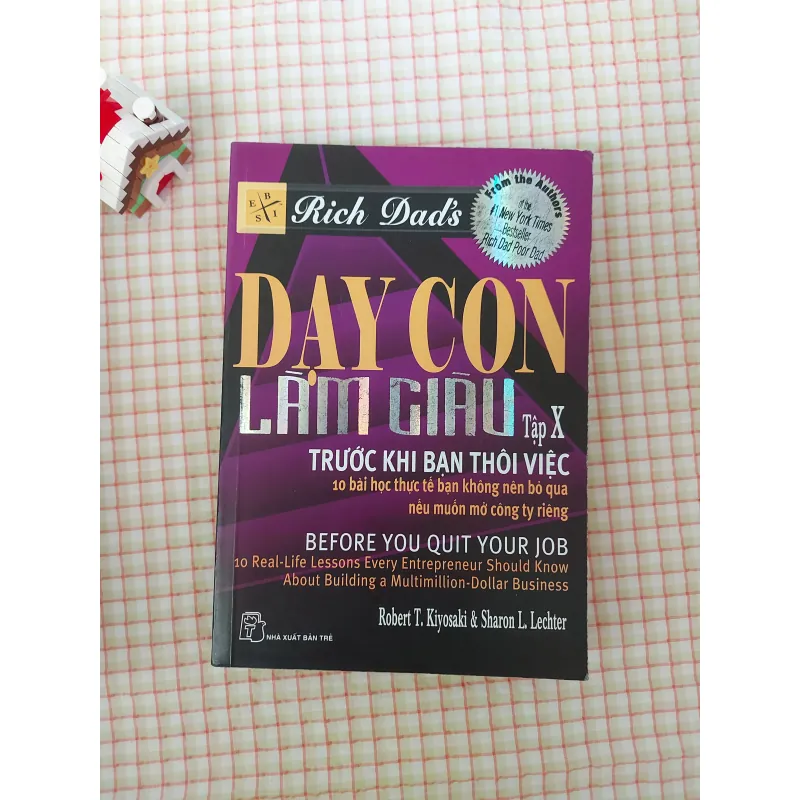 E B S I
Rich Dad's
From the Authors
of the
#1 New York Times
Bestseller
Rich Dad Poor Dad
DẠY CON
LÀM GIÀU Tập X
TRƯỚC KHI BẠN THÔI VIỆC
10 bài học thực tế bạn không nên bỏ qua
nếu muốn mở công ty riêng
BEFORE YOU QUIT YOUR JOB
10 Real-Life Lessons Every Entrepreneur Should Know
About Building a Multimillion-Dollar Business
Robert T. Kiyosaki & Sharon L. Lechter
NHÀ XUẤT BẢN TRẺ